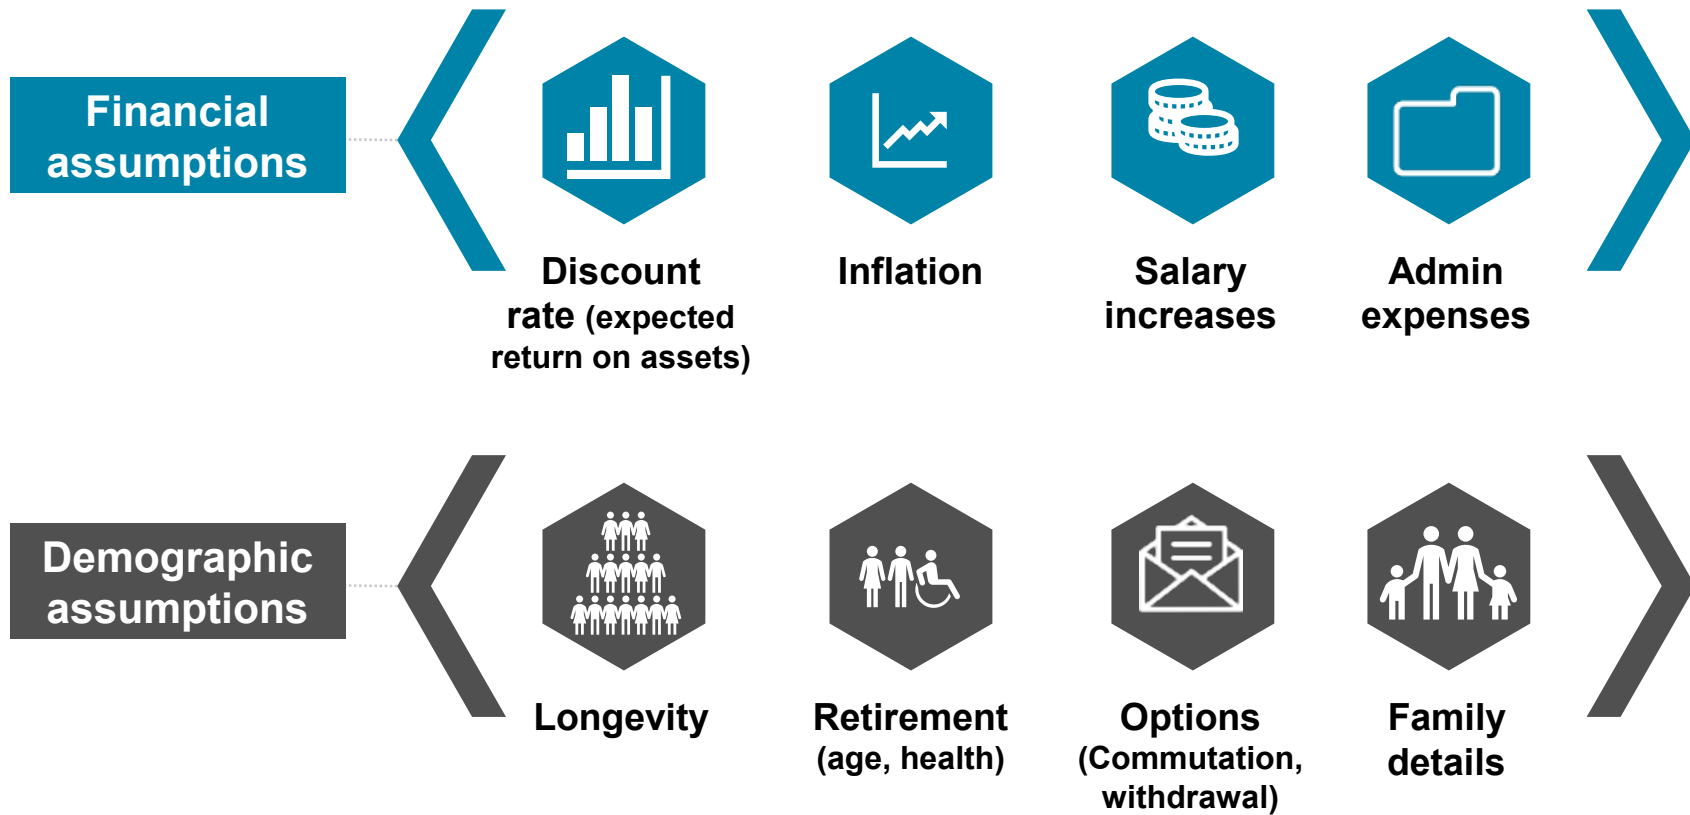 Financial
assumptions
Discount
rate (expected
return on assets)
Inflation
Salary
increases
Admin
expenses
Demographic
assumptions
Longevity
Retirement
(age, health)
Options
(Commutation,
withdrawal)
Family
details